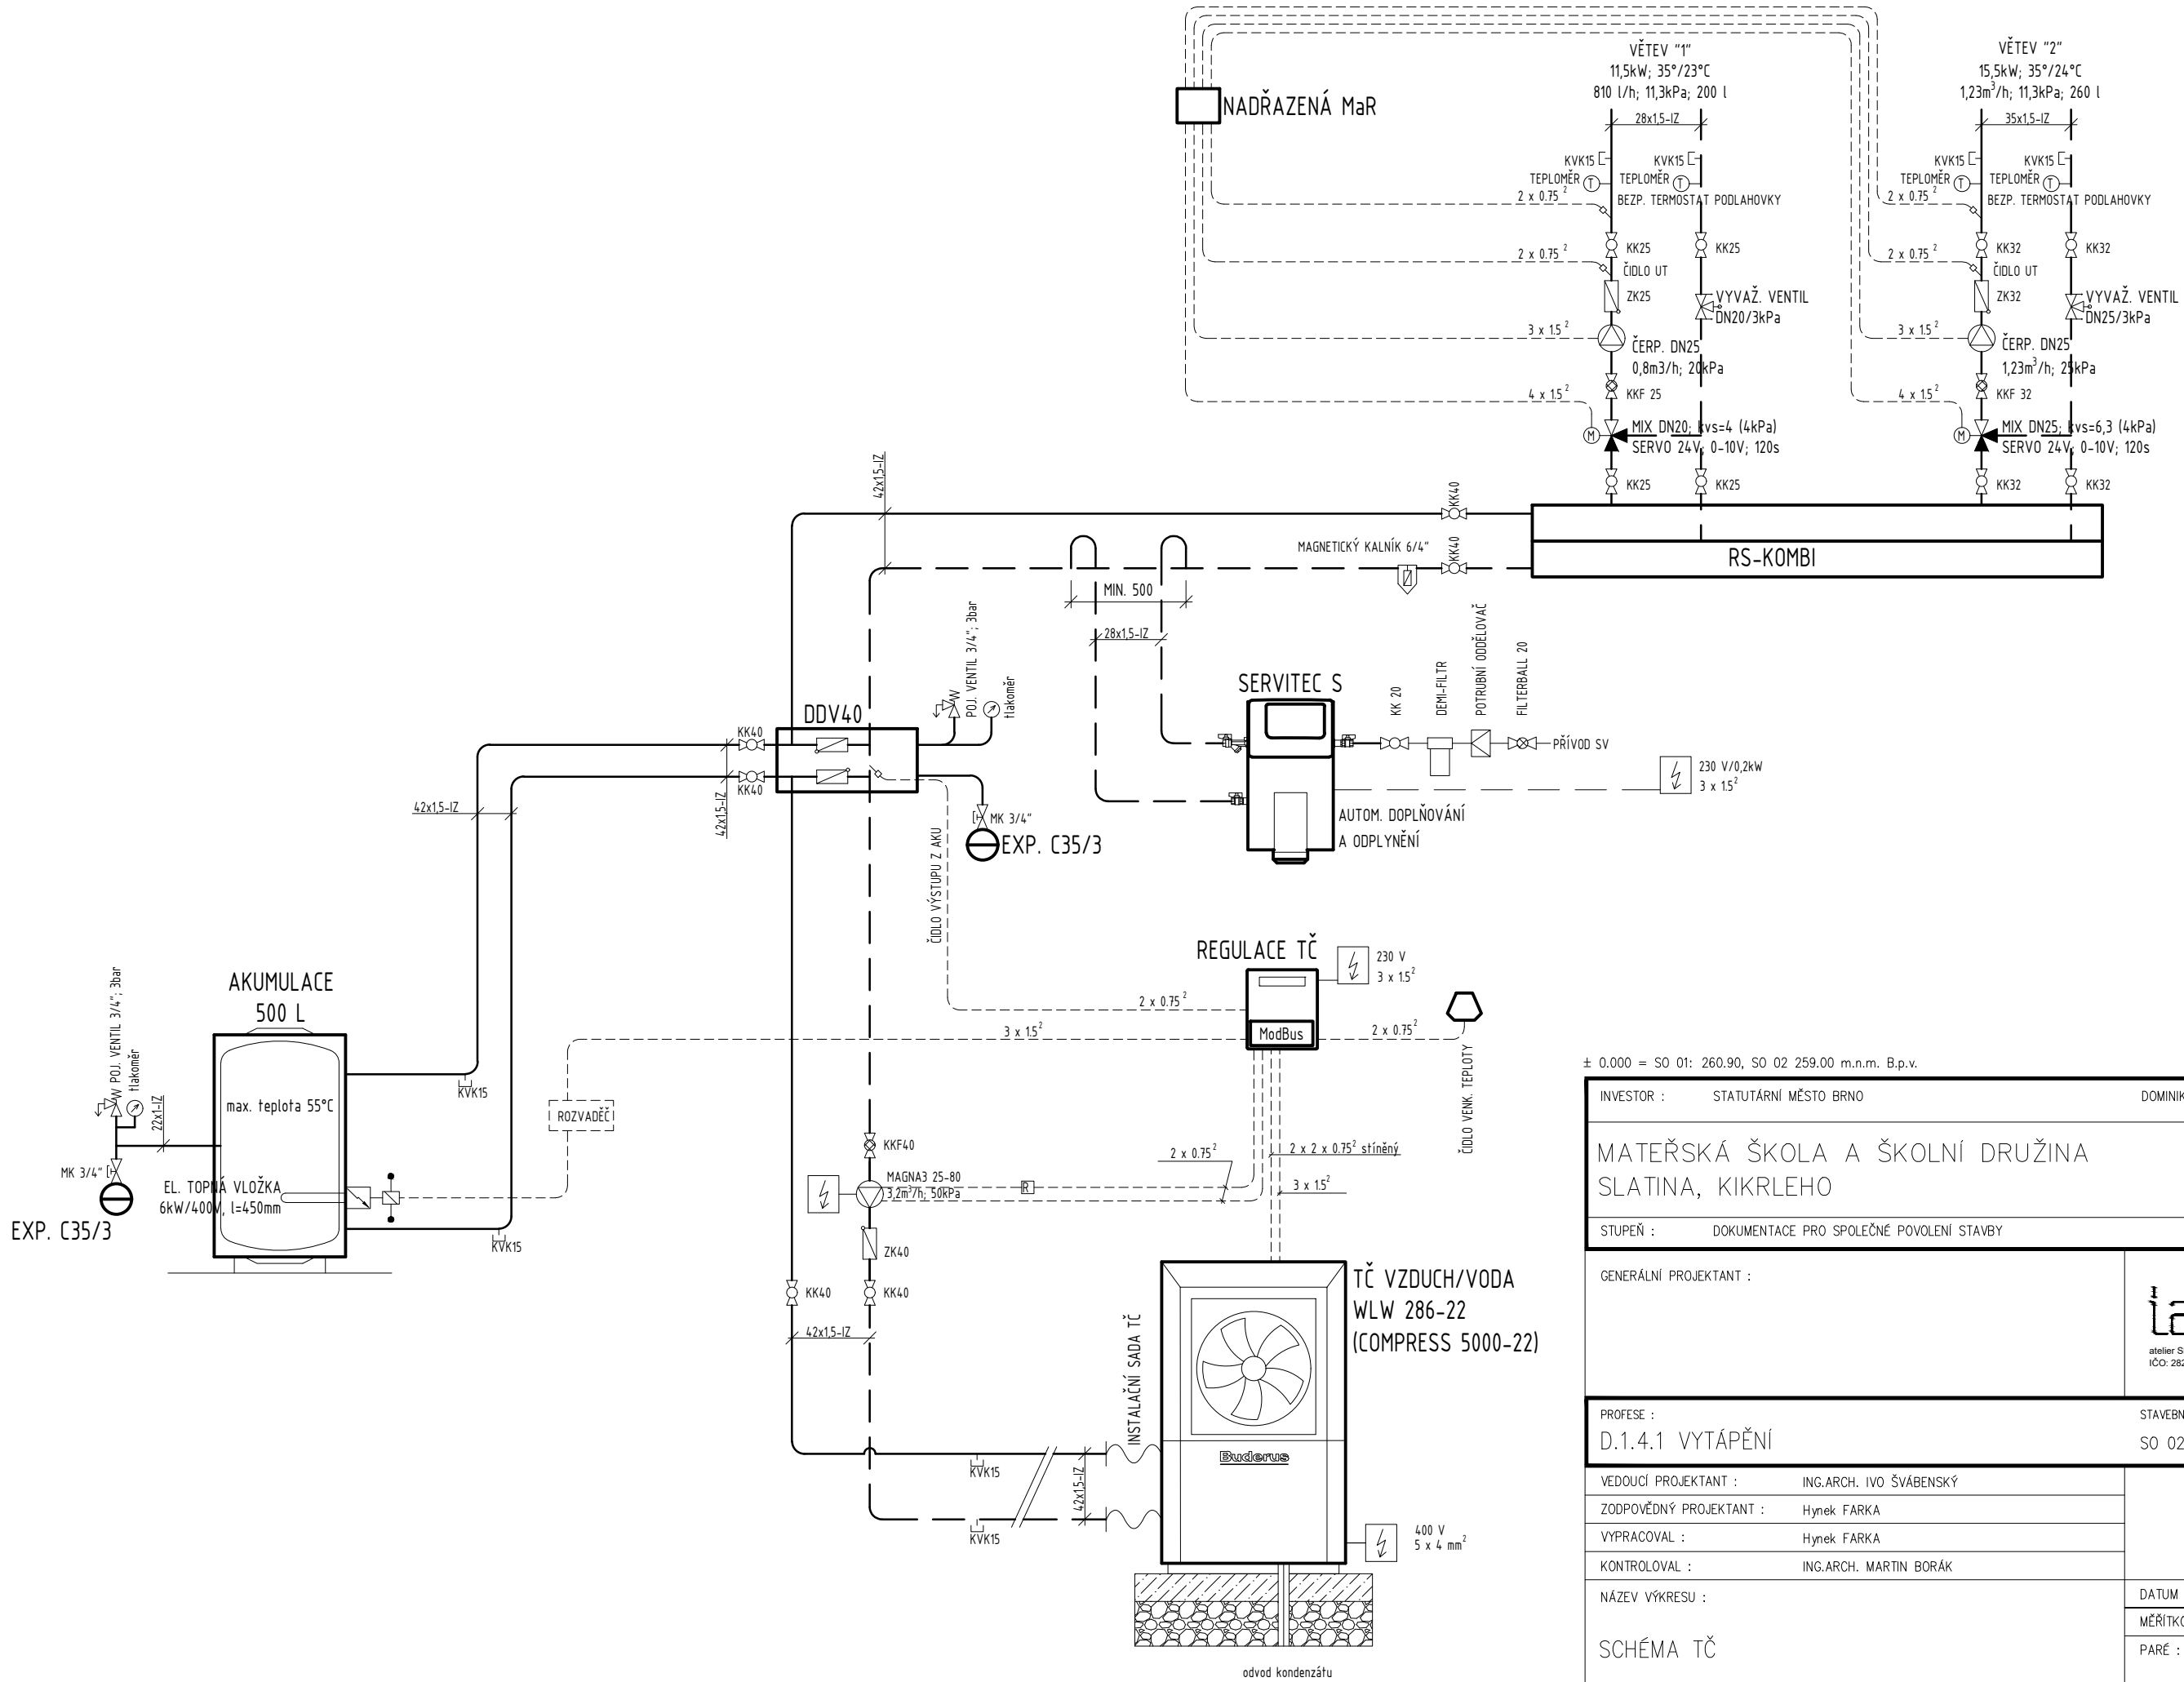 VĚTEV "1"
11,5kW; 35°/23°C
810 l/h; 11,3kPa; 200 l
28x1,5-IZ
VĚTEV "2"
15,5kW; 35°/24°C
1,23m³/h; 11,3kPa; 260 l
35x1,5-IZ
NADŘAZENÁ MaR
KVK15
KVK15
TEPLOMĚR
T
TEPLOMĚR
T
2 x 0.75²
BEZP. TERMOSTAT PODLAHOVKY
KK25
KK25
2 x 0.75²
ČIDLO UT
ZK25
VYVAŽ. VENTIL
DN20/3kPa
3 x 1.5²
ČERP. DN25
0,8m3/h; 20kPa
KKF 25
4 x 1.5²
M
MIX DN20; kvs=4 (4kPa)
SERVO 24V; 0-10V; 120s
KK25
KK25
KVK15
KVK15
TEPLOMĚR
T
TEPLOMĚR
T
2 x 0.75²
BEZP. TERMOSTAT PODLAHOVKY
KK32
KK32
2 x 0.75²
ČIDLO UT
ZK32
VYVAŽ. VENTIL
DN25/3kPa
3 x 1.5²
ČERP. DN25
1,23m³/h; 25kPa
KKF 32
4 x 1.5²
M
MIX DN25; kvs=6,3 (4kPa)
SERVO 24V; 0-10V; 120s
KK32
KK32
42x1,5-IZ
KK40
MAGNETICKÝ KALNÍK 6/4"
KK40
RS-KOMBI
MIN. 500
28x1,5-IZ
POJ. VENTIL 3/4"; 3bar
tlakoměr
DDV40
KK40
KK40
42x1,5-IZ
42x1,5-IZ
MK 3/4"
EXP. C35/3
ČIDLO VÝSTUPU Z AKU
SERVITEC S
KK 20
DEMI-FILTR
POTRUBNÍ ODDĚLOVAČ
FILTERBALL 20
PŘÍVOD SV
230 V/0,2kW
3 x 1.5²
AUTOM. DOPLŇOVÁNÍ
A ODPLYNĚNÍ
REGULACE TČ
230 V
3 x 1.5²
ModBus
2 x 0.75²
3 x 1.5²
2 x 0.75²
ČIDLO VENK. TEPLOTY
AKUMULACE
500 L
max. teplota 55°C
POJ. VENTIL 3/4"; 3bar
tlakoměr
22x1-IZ
MK 3/4"
EXP. C35/3
EL. TOPNÁ VLOŽKA
6kW/400V, l=450mm
KVK15
KVK15
ROZVADĚČ
KKF40
MAGNA3 25-80
3,2m³/h; 50kPa
R
2 x 0.75²
2 x 2 x 0.75² stíněný
3 x 1.5²
ZK40
KK40
KK40
42x1,5-IZ
INSTALAČNÍ SADA TČ
TČ VZDUCH/VODA
WLW 286-22
(COMPRESS 5000-22)
Buderus
KVK15
KVK15
42x1,5-IZ
400 V
5 x 4 mm²
odvod kondenzátu
± 0.000 = SO 01: 260.90, SO 02 259.00 m.n.m. B.p.v.
INVESTOR : STATUTÁRNÍ MĚSTO BRNO
MATEŘSKÁ ŠKOLA A ŠKOLNÍ DRUŽINA
SLATINA, KIKRLEHO
STUPEŇ : DOKUMENTACE PRO SPOLEČNÉ POVOLENÍ STAVBY
GENERÁLNÍ PROJEKTANT :
atelier
IČO: 
PROFESE :
D.1.4.1 VYTÁPĚNÍ
SO 02
VEDOUCÍ PROJEKTANT : ING.ARCH. IVO ŠVÁBENSKÝ
ZODPOVĚDNÝ PROJEKTANT : Hynek FARKA
VYPRACOVAL : Hynek FARKA
KONTROLOVAL : ING.ARCH. MARTIN BORÁK
NÁZEV VÝKRESU :
SCHÉMA TČ
DATUM
PARÉ :